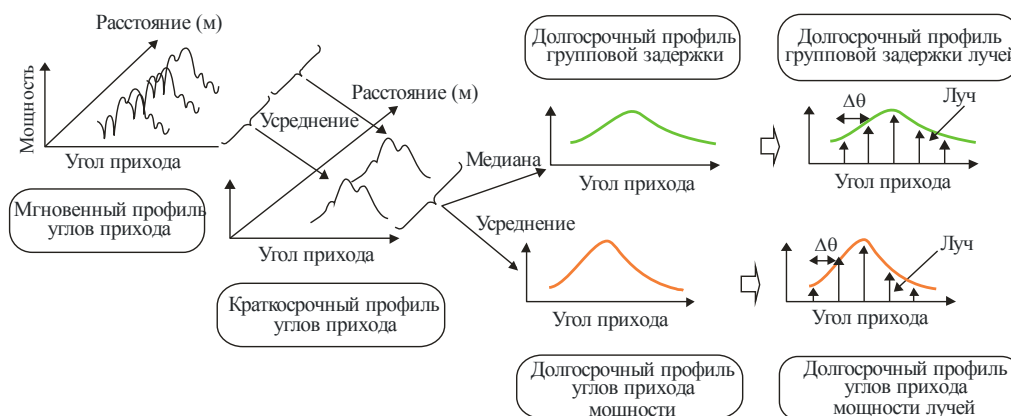 Расстояние (м)
Мощность
Угол прихода
Мгновенный профиль
углов прихода
Усреднение
Расстояние (м)
Угол прихода
Краткосрочный профиль
углов прихода
Медиана
Усреднение
Долгосрочный профиль
групповой задержки
Угол прихода
Долгосрочный профиль
групповой задержки лучей
Δθ
Луч
Угол прихода
Угол прихода
Долгосрочный профиль
углов прихода
мощности
Δθ
Луч
Угол прихода
Долгосрочный профиль
углов прихода
мощности лучей